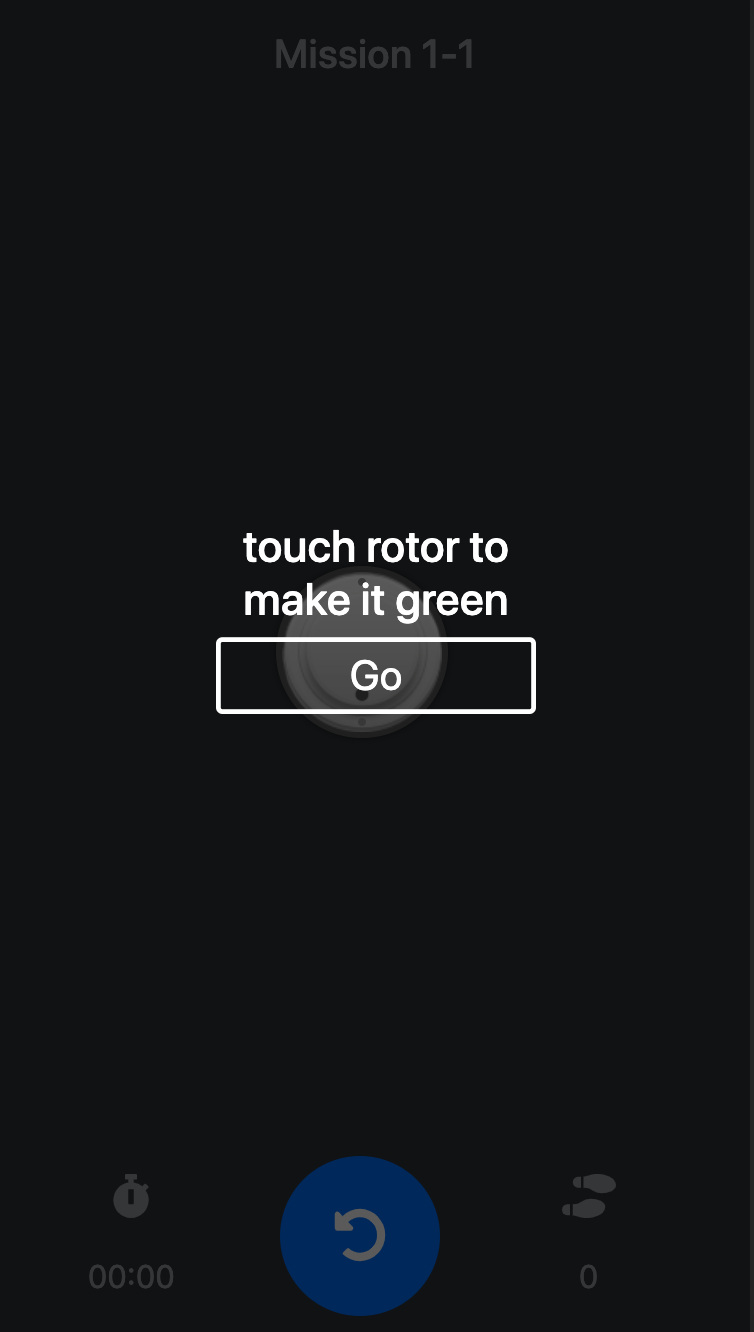 Mission 1-1
touch rotor to
make it green
Go
00:00
0